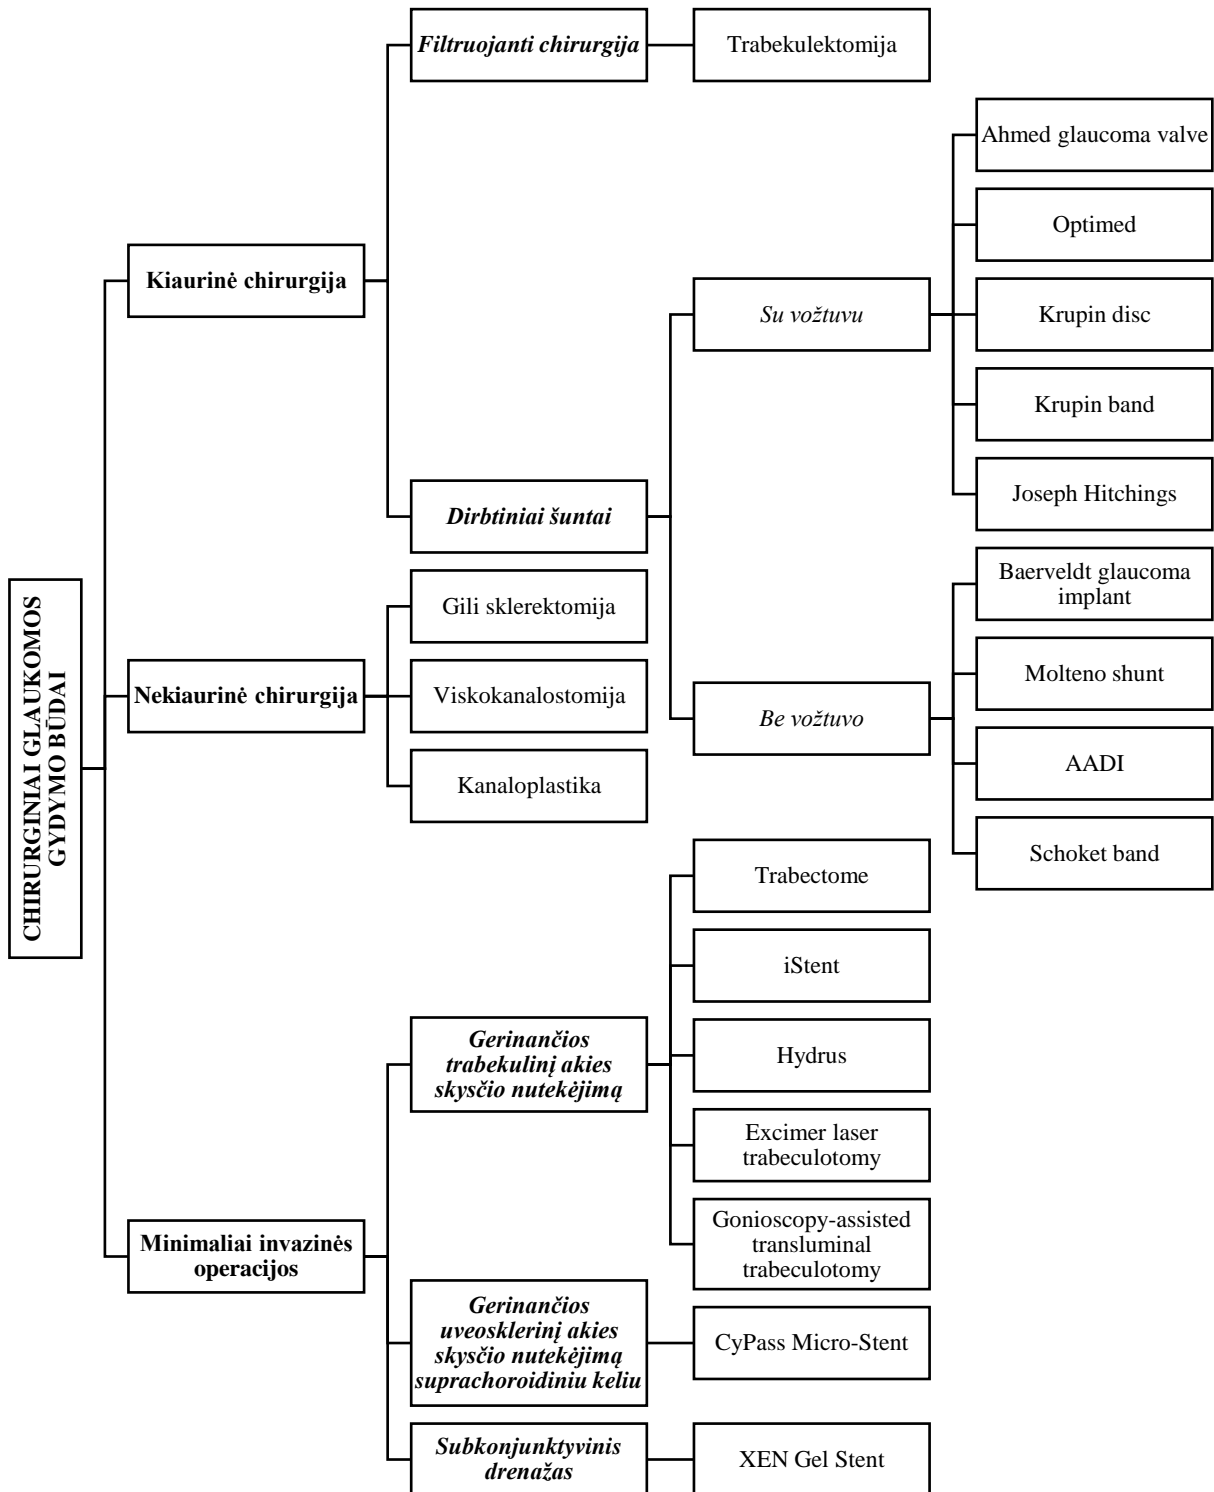 CHIRURGINIAI GLAUKOMOS
GYDYMO BŪDAI
Kiaurinė chirurgija
Filtruojanti chirurgija
Trabekulektomija
Dirbtiniai šuntai
Su vožtuvu
Ahmed glaucoma valve
Optimed
Krupin disc
Krupin band
Joseph Hitchings
Be vožtuvo
Baerveldt glaucoma
implant
Molteno shunt
AADI
Schoket band
Nekiaurinė chirurgija
Gili sklerektomija
Viskokanalostomija
Kanaloplastika
Minimaliai invazinės
operacijos
Gerinančios
trabekulinį akies
skysčio nutekėjimą
Trabectome
iStent
Hydrus
Excimer laser
trabeculotomy
Gonioscopy-assisted
transluminal
trabeculotomy
Gerinančios
uveosklerinį akies
skysčio nutekėjimą
suprachoroidiniu keliu
CyPass Micro-Stent
Subkonjunktyvinis
drenažas
XEN Gel Stent